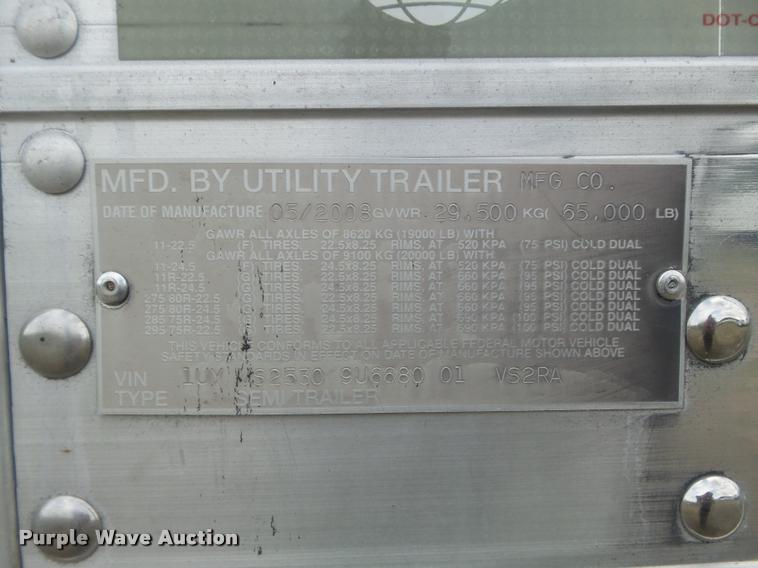 DOT-C
MFD. BY UTILITY TRAILER MFG CO.
DATE OF MANUFACTURE 05/2008 GVWR 29,500 KG( 65,000 LB)
GAWR ALL AXLES OF 8620 KG (19000 LB) WITH
11-22.5 (F) TIRES, 22.5x8.25 RIMS, AT 520 KPA (75 PSI) COLD DUAL
GAWR ALL AXLES OF 9100 KG (20000 LB) WITH
11-24.5 (F) TIRES, 24.5x8.25 RIMS, AT 520 KPA (75 PSI) COLD DUAL
11R-22.5 G TIRES, 22.5x8.25 RIMS, AT 660 KPA (95 PSI) COLD DUAL
11R-24.5 G TIRES, 24.5x8.25 RIMS, AT 660 KPA (95 PSI) COLD DUAL
275 80R-22.5 G TIRES, 22.5x8.25 RIMS, AT 660 KPA (95 PSI) COLD DUAL
275 80R-24.5 G TIRES, 24.5x8.25 RIMS, AT 660 KPA (95 PSI) COLD DUAL
285 75R-24.5 G TIRES, 24.5x8.25 RIMS, AT KPA (100 PSI) COLD DUAL
295 75R-22.5 G TIRES, 22.5x8.25 RIMS, AT KPA (100 PSI) COLD DUAL
THIS VEHICLE CONFORMS TO ALL APPLICABLE FEDERAL MOTOR VEHICLE
SAFETY STANDARDS IN EFFECT ON DATE OF MANUFACTURE SHOWN ABOVE
VIN 1UY VS2530 9U6680 01 VS2RA
TYPE SEMI TRAILER
Purple Wave Auction